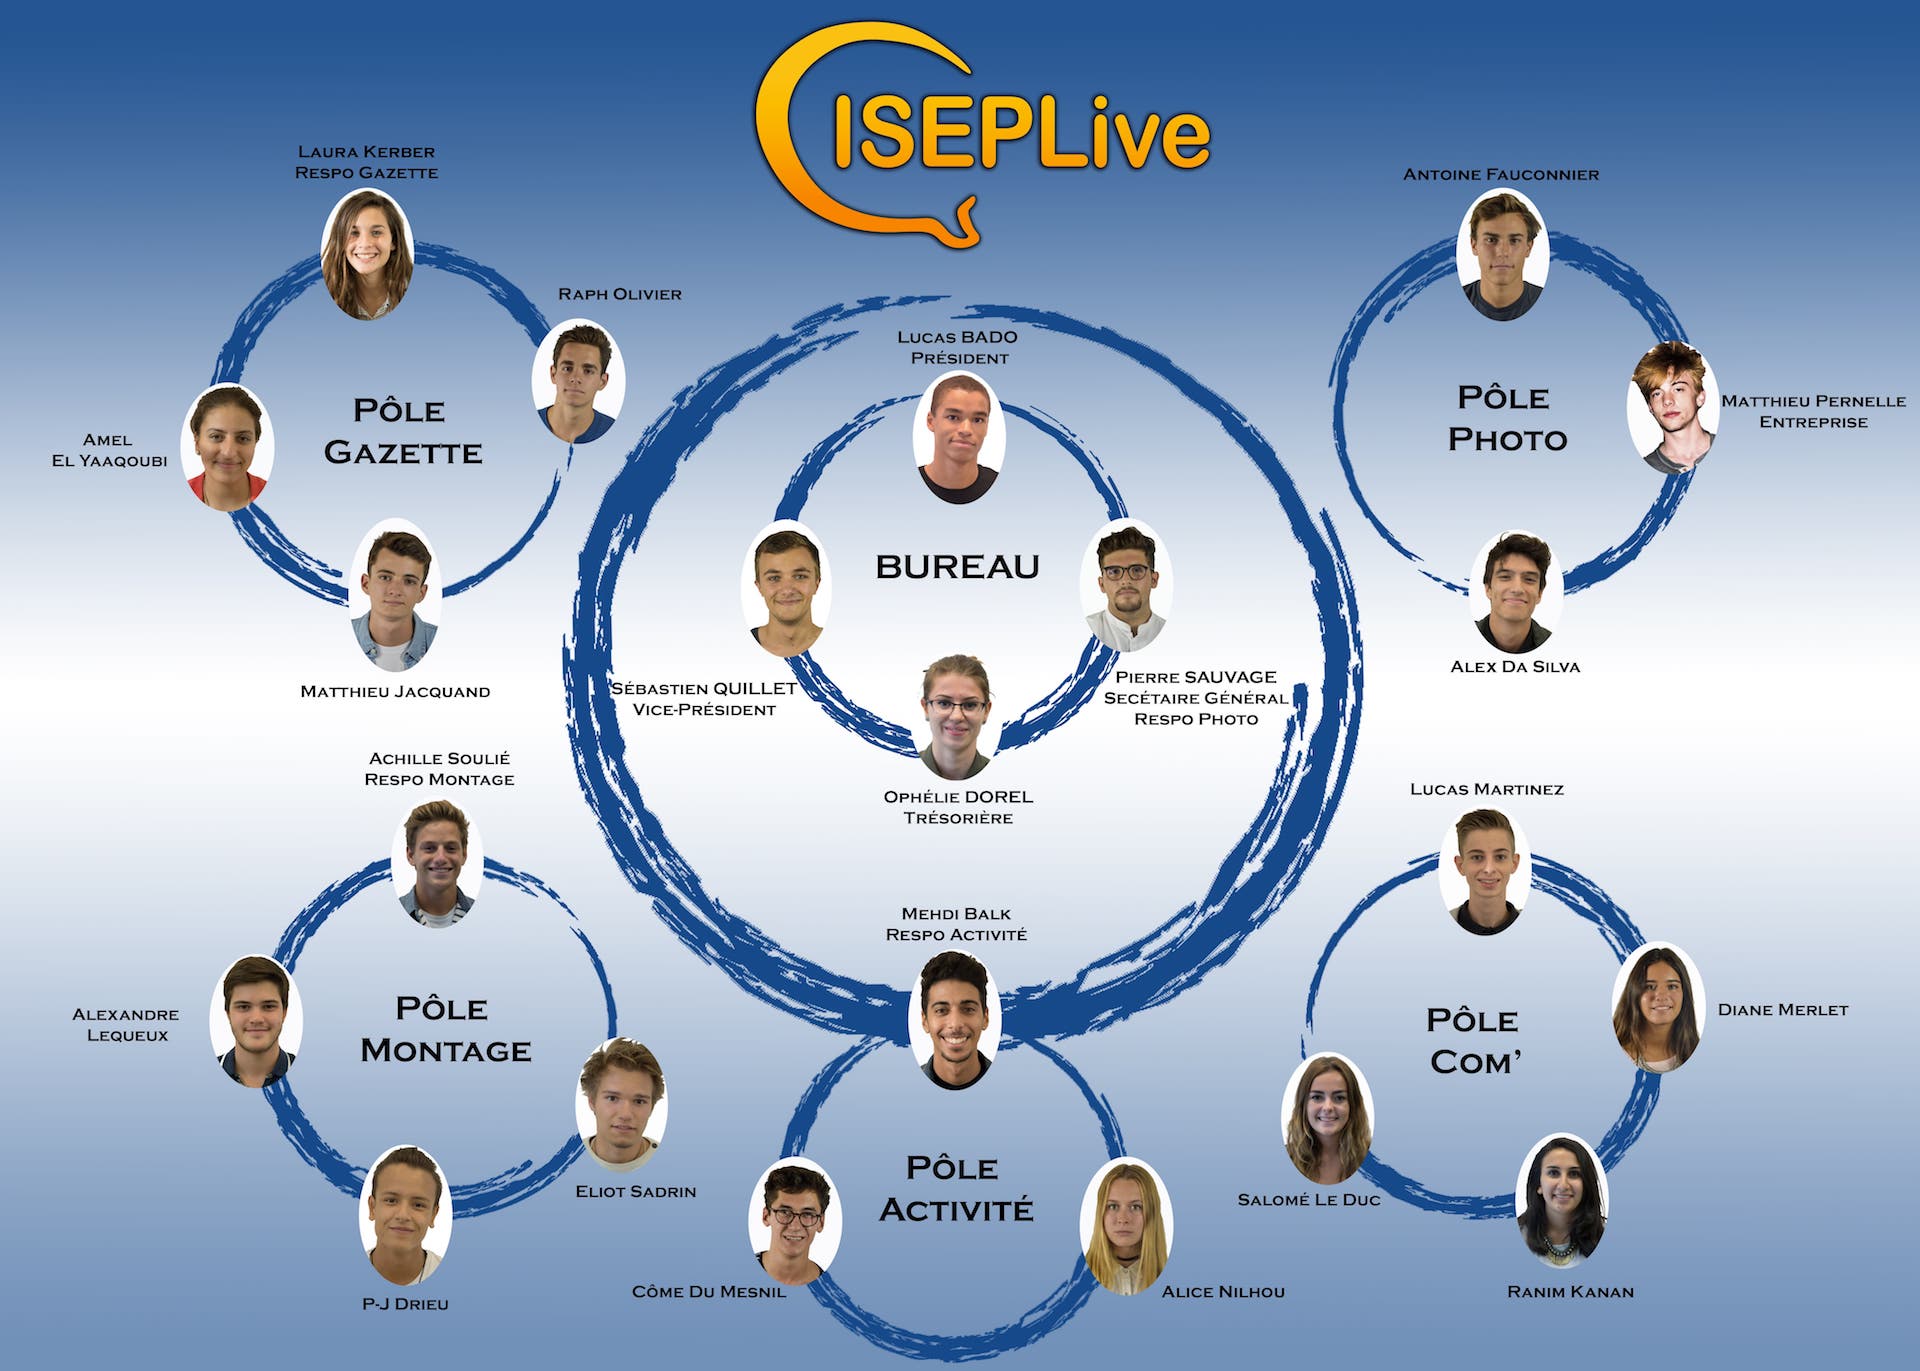 ISEPLive
Laura Kerber
Respo Gazette
Raph Olivier
Pôle
Gazette
Amel
El Yaaqoubi
Matthieu Jacquand
Lucas BADO
Président
BUREAU
Sébastien QUILLET
Vice-Président
Pierre SAUVAGE
Secétaire Général
Respo Photo
Ophélie DOREL
Trésorière
Antoine Fauconnier
Pôle
Photo
Matthieu Pernelle
Entreprise
Alex Da Silva
Achille Soulié
Respo Montage
Alexandre
Lequeux
Pôle
Montage
Eliot Sadrin
P-J Drieu
Mehdi Balk
Respo Activité
Pôle
Activité
Côme Du Mesnil
Alice Nilhou
Lucas Martinez
Pôle
Com'
Diane Merlet
Salomé Le Duc
Ranim Kanan